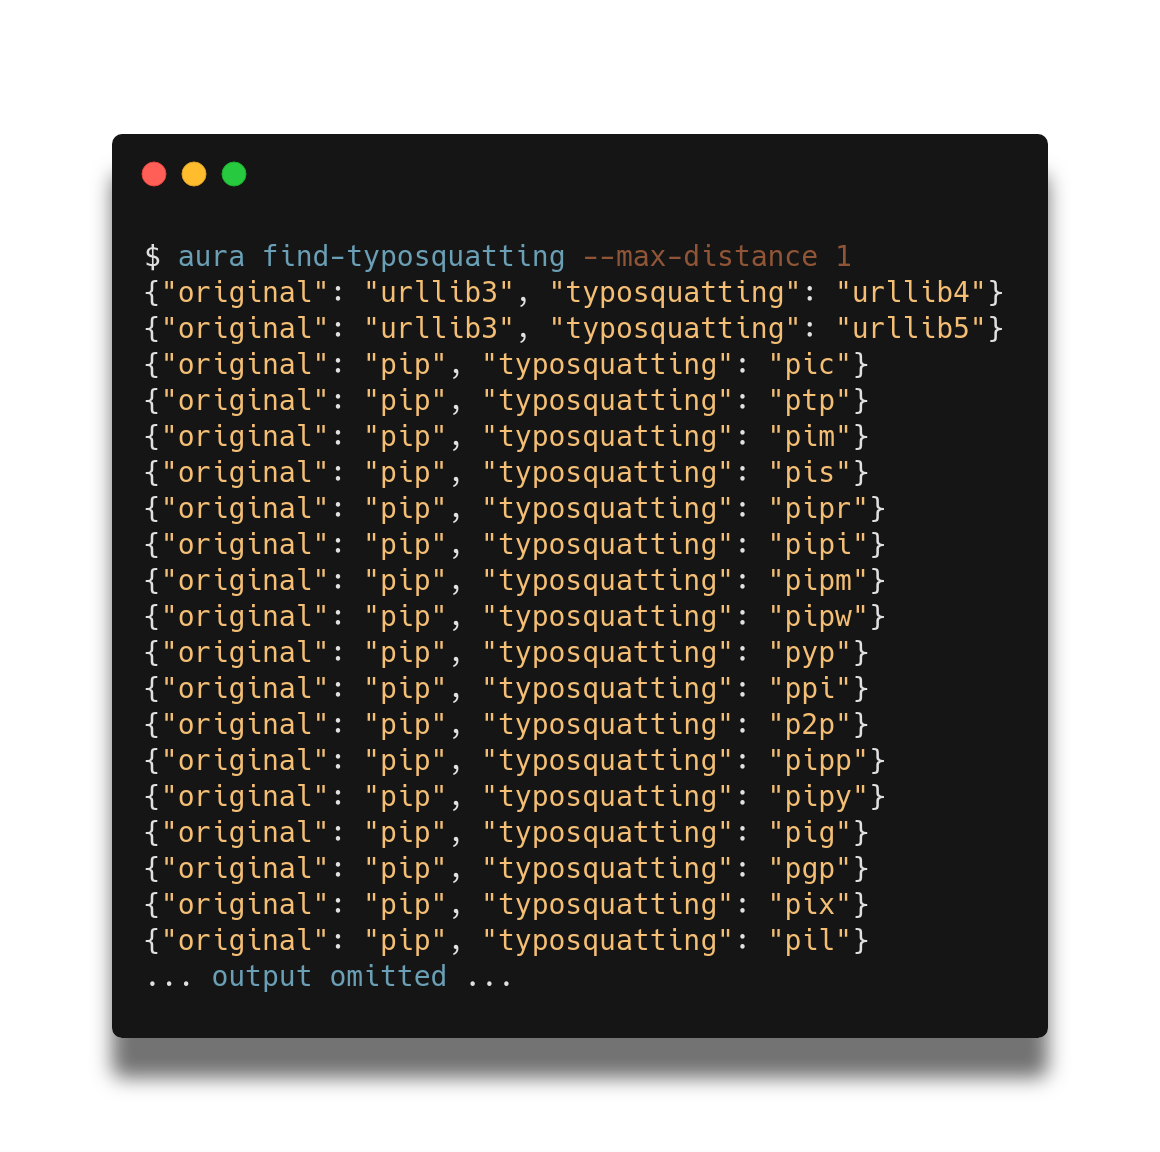 $ aura find-typosquatting --max-distance 1
{"original": "urllib3", "typosquatting": "urllib4"}
{"original": "urllib3", "typosquatting": "urllib5"}
{"original": "pip", "typosquatting": "pic"}
{"original": "pip", "typosquatting": "ptp"}
{"original": "pip", "typosquatting": "pim"}
{"original": "pip", "typosquatting": "pis"}
{"original": "pip", "typosquatting": "pipr"}
{"original": "pip", "typosquatting": "pipi"}
{"original": "pip", "typosquatting": "pipm"}
{"original": "pip", "typosquatting": "pipw"}
{"original": "pip", "typosquatting": "pyp"}
{"original": "pip", "typosquatting": "ppi"}
{"original": "pip", "typosquatting": "p2p"}
{"original": "pip", "typosquatting": "pipp"}
{"original": "pip", "typosquatting": "pipy"}
{"original": "pip", "typosquatting": "pig"}
{"original": "pip", "typosquatting": "pgp"}
{"original": "pip", "typosquatting": "pix"}
{"original": "pip", "typosquatting": "pil"}
... output omitted ...